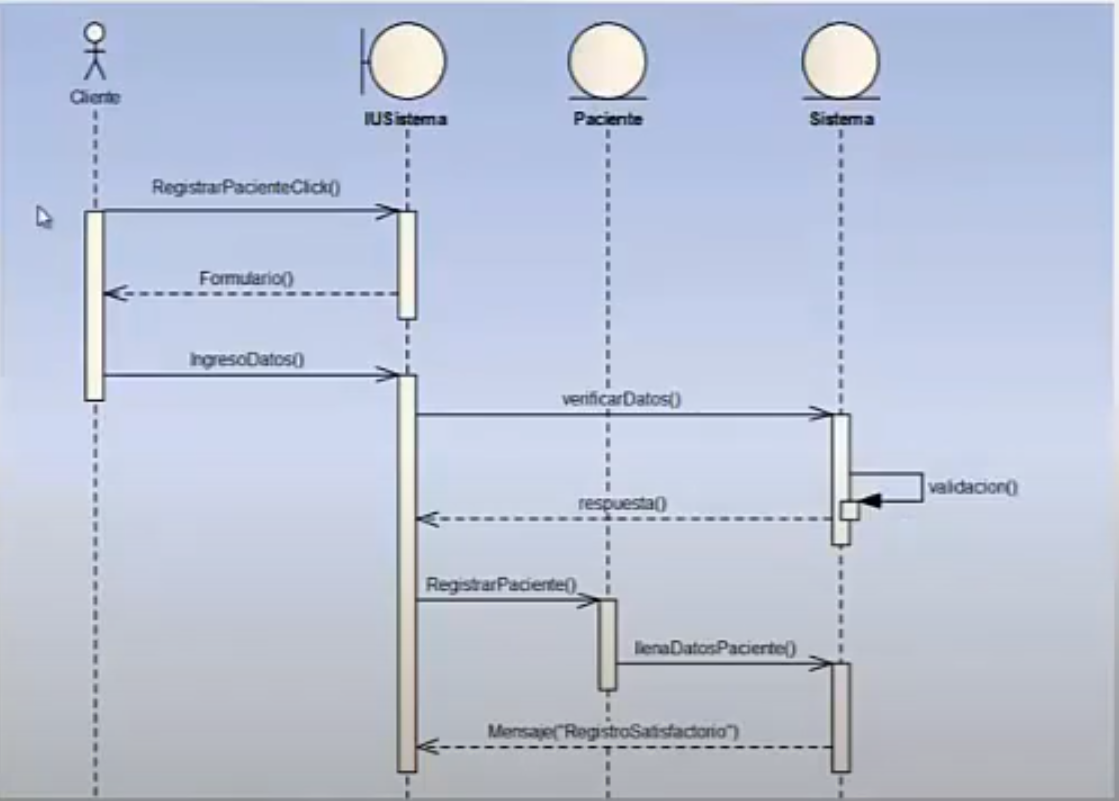 Cliente
IUSistema
Paciente
Sistema
RegistrarPacienteClick()
Formulario()
IngresoDatos()
verificarDatos()
validacion()
respuesta()
RegistrarPaciente()
llenaDatosPaciente()
Mensaje("RegistroSatisfactorio")